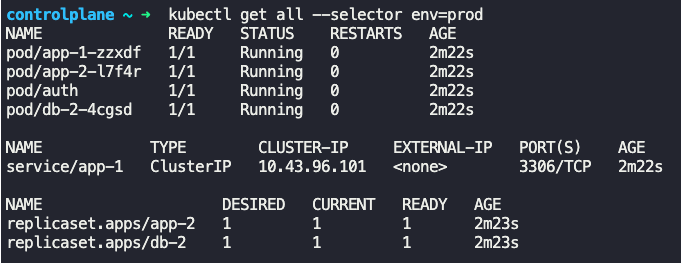 controlplane ~ ➜  kubectl get all --selector env=prod
NAME              READY   STATUS    RESTARTS   AGE
pod/app-1-zzxdf   1/1     Running   0          2m22s
pod/app-2-l7f4r   1/1     Running   0          2m22s
pod/auth          1/1     Running   0          2m22s
pod/db-2-4cgsd    1/1     Running   0          2m22s
NAME            TYPE        CLUSTER-IP     EXTERNAL-IP   PORT(S)    AGE
service/app-1   ClusterIP   10.43.96.101   <none>        3306/TCP   2m22s
NAME                    DESIRED   CURRENT   READY   AGE
replicaset.apps/app-2   1         1         1       2m23s
replicaset.apps/db-2    1         1         1       2m23s